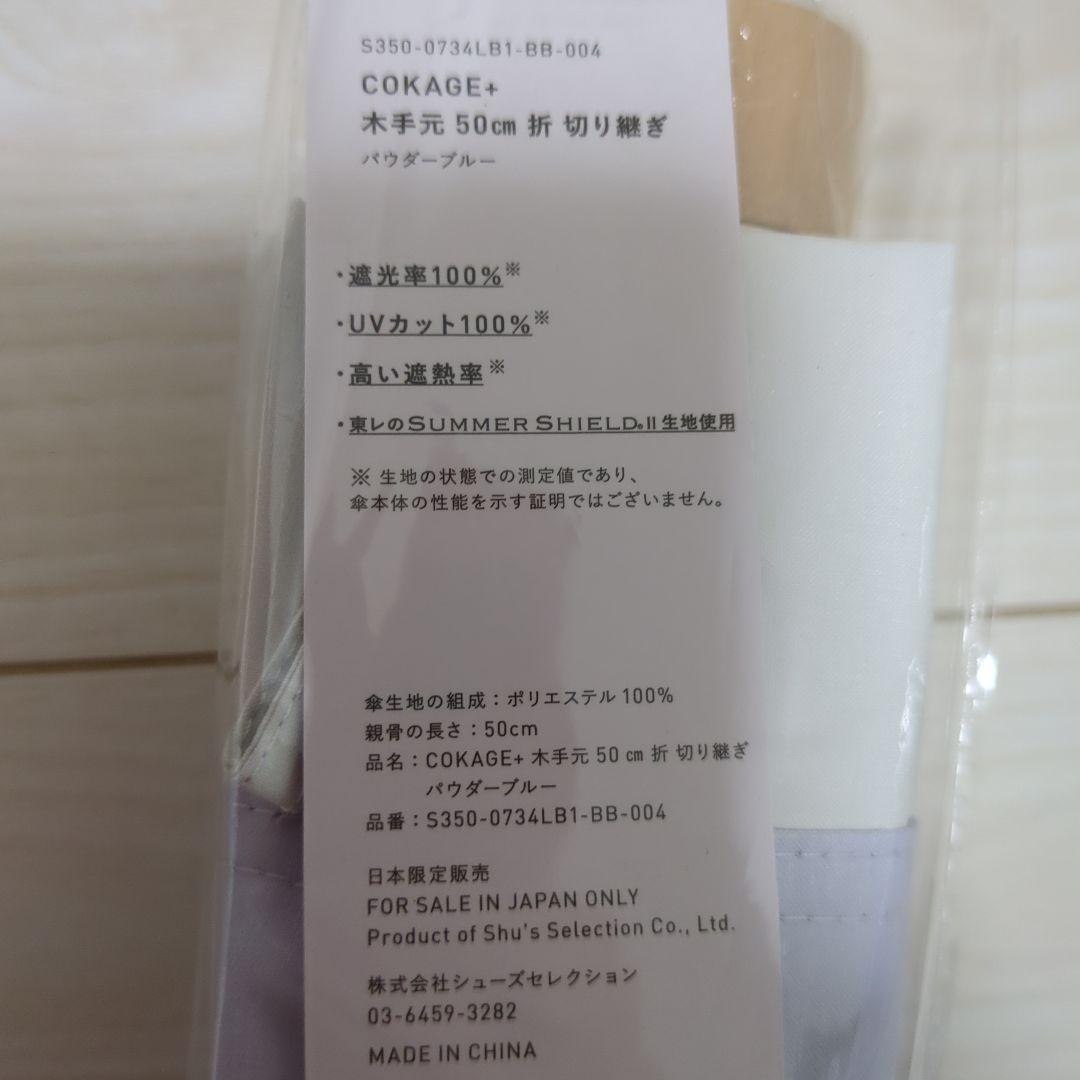 S350-0734LB1-BB-004
COKAGE+
木手元 50㎝ 折 切り継ぎ
パウダーブルー
・遮光率100%※
・UVカット100%※
・高い遮熱率※
・東レのSUMMER SHIELD®II 生地使用
※ 生地の状態での測定値であり、
傘本体の性能を示す証明ではございません。
傘生地の組成：ポリエステル 100%
親骨の長さ：50cm
品名：COKAGE+ 木手元 50 ㎝ 折 切り継ぎ
パウダーブルー
品番：S350-0734LB1-BB-004
日本限定販売
FOR SALE IN JAPAN ONLY
Product of Shu's Selection Co., Ltd.
株式会社シューズセレクション
03-6459-3282
MADE IN CHINA